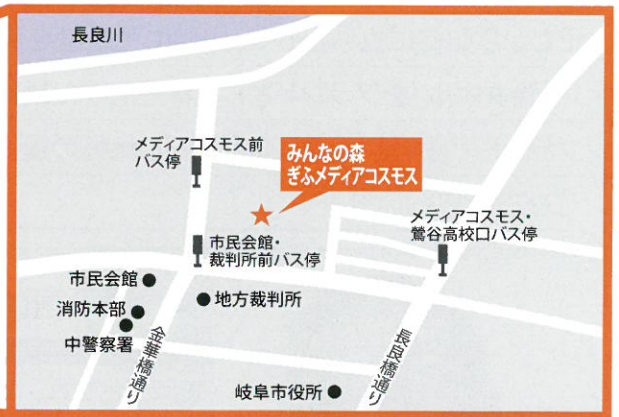 長良川
メディアコスモス前
バス停
みんなの森
ぎふメディアコスモス
メディアコスモス・
鶯谷高校口バス停
市民会館・
裁判所前バス停
市民会館
地方裁判所
消防本部
中警察署
金華橋通り
長良橋通り
岐阜市役所